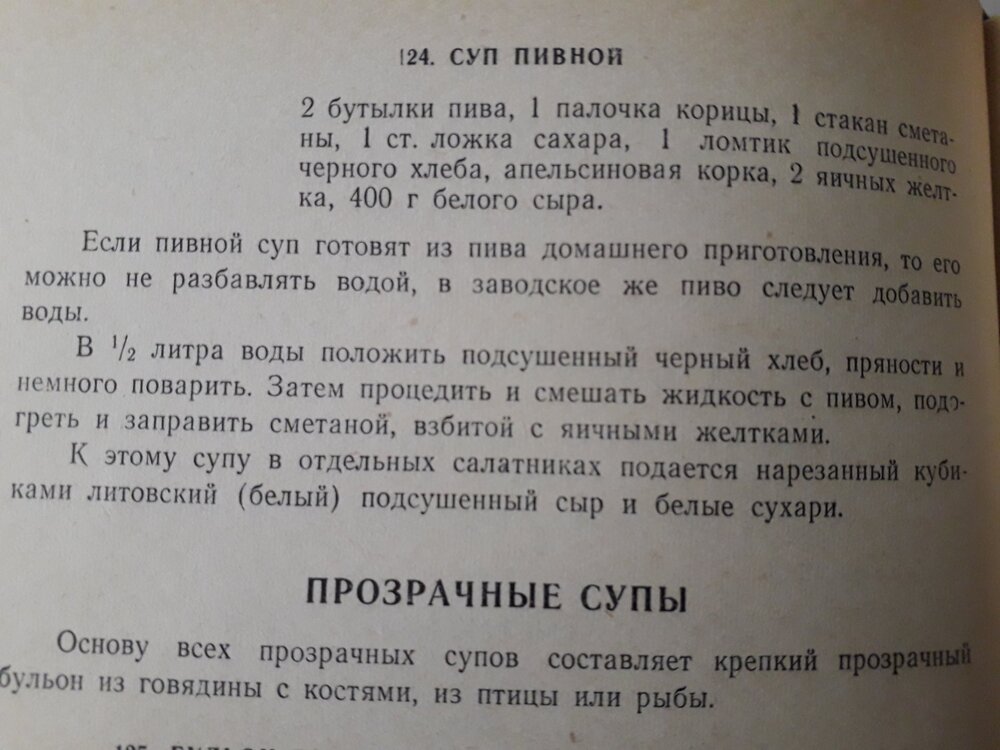 124. СУП ПИВНОЙ
2 бутылки пива, 1 палочка корицы, 1 стакан смета-
ны, 1 ст. ложка сахара, 1 ломтик подсушенного
черного хлеба, апельсиновая корка, 2 яичных желт-
ка, 400 г белого сыра.
Если пивной суп готовят из пива домашнего приготовления, то его
можно не разбавлять водой, в заводское же пиво следует добавить
воды.
В 1/2 литра воды положить подсушенный черный хлеб, пряности и
немного поварить. Затем процедить и смешать жидкость с пивом, подо-
греть и заправить сметаной, взбитой с яичными желтками.
К этому супу в отдельных салатниках подается нарезанный куби-
ками литовский (белый) подсушенный сыр и белые сухари.
ПРОЗРАЧНЫЕ СУПЫ
Основу всех прозрачных супов составляет крепкий прозрачный
бульон из говядины с костями, из птицы или рыбы.